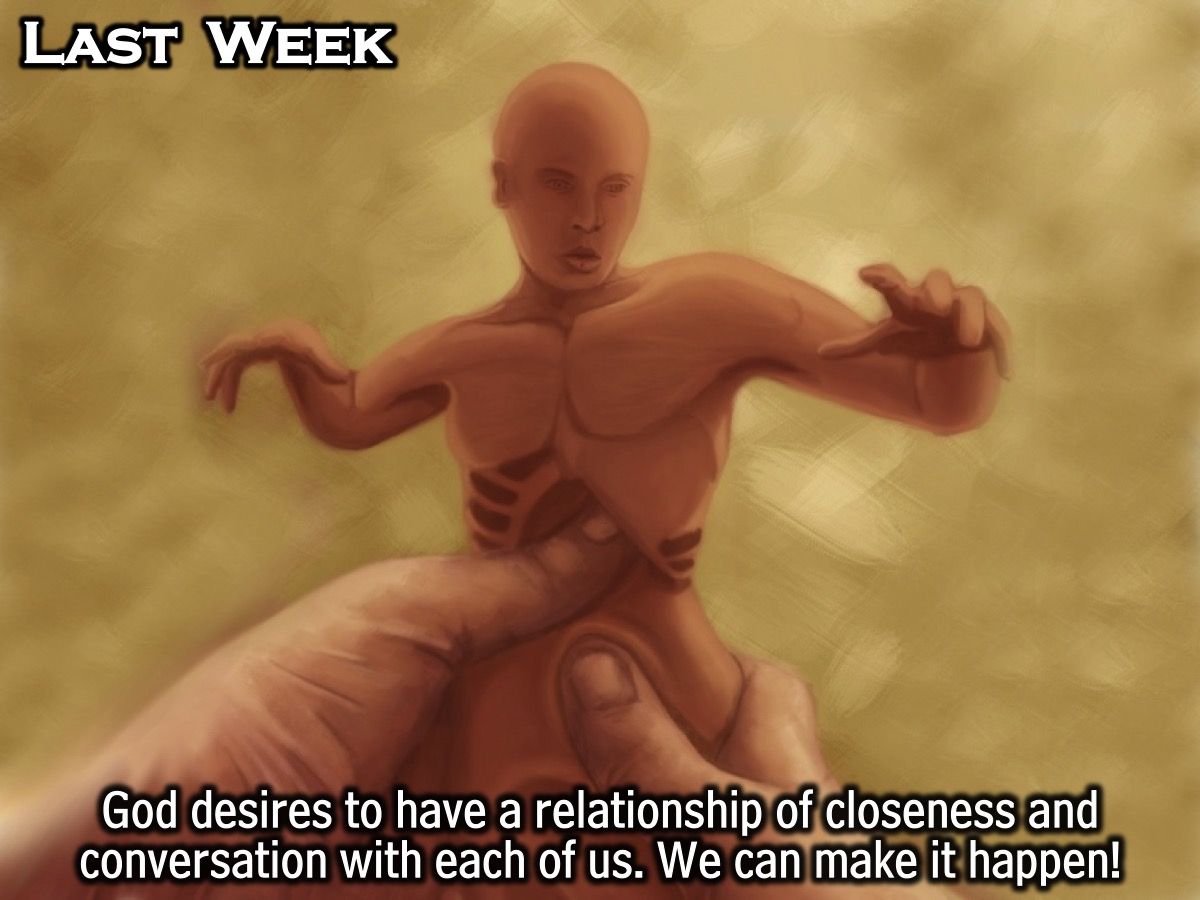 Last Week
God desires to have a relationship of closeness and
conversation with each of us. We can make it happen!